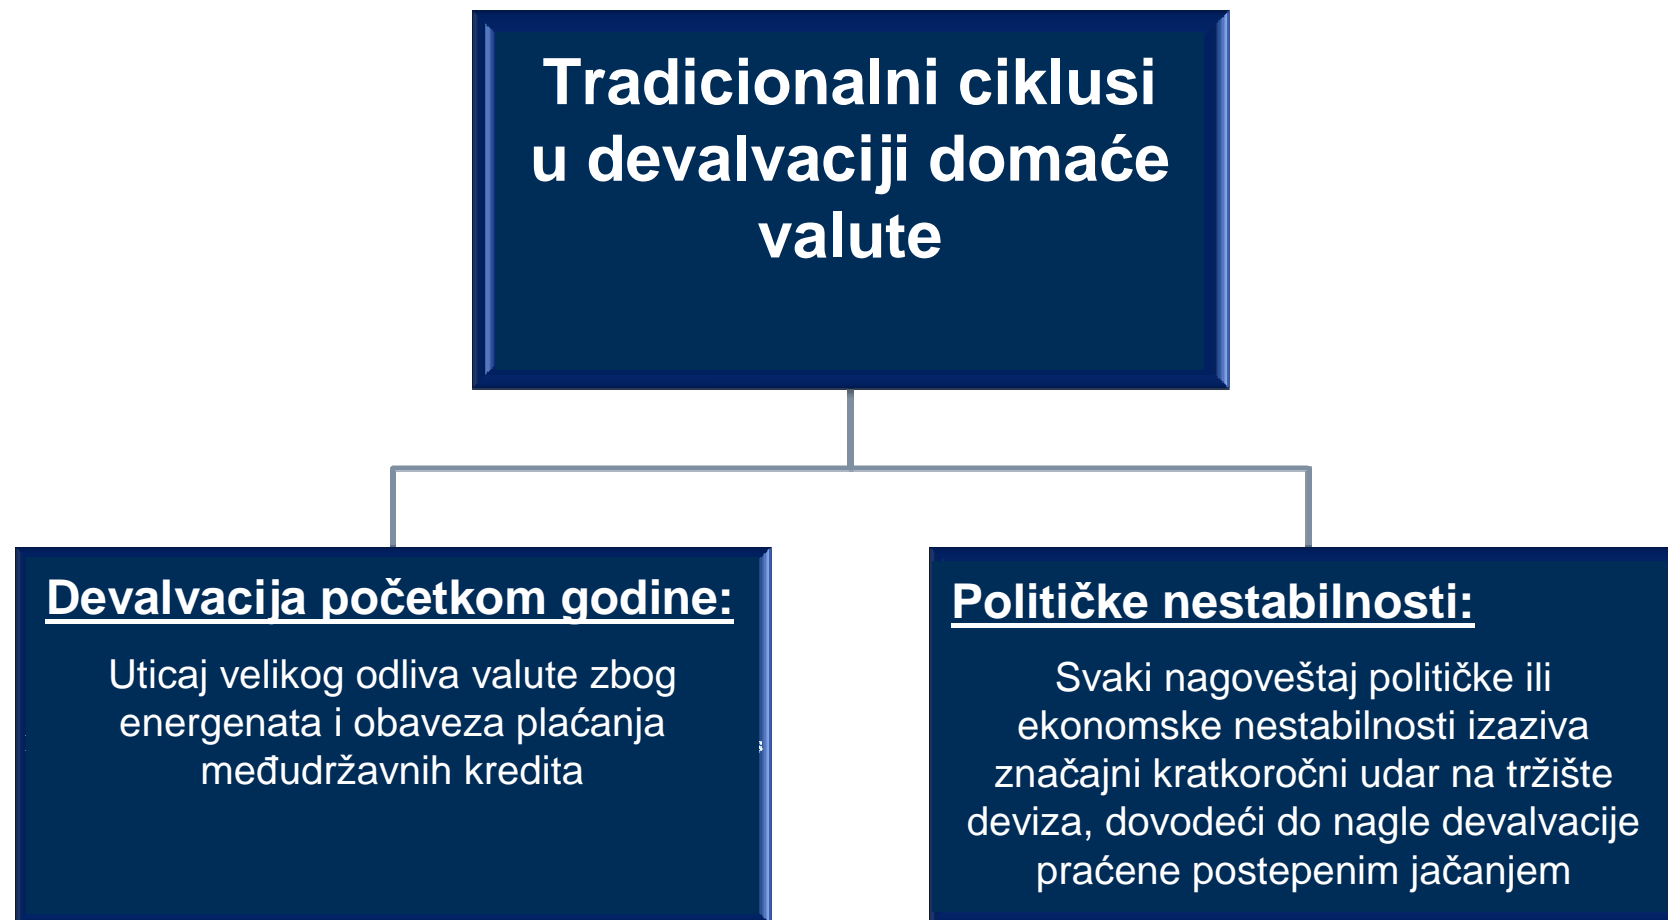 Tradicionalni ciklusi
u devalvaciji domaće
valute
Devalvacija početkom godine:
Uticaj velikog odliva valute zbog
energenata i obaveza plaćanja
međudržavnih kredita
Političke nestabilnosti:
Svaki nagoveštaj političke ili
ekonomske nestabilnosti izaziva
značajni kratkoročni udar na tržište
deviza, dovodeći do nagle devalvacije
praćene postepenim jačanjem